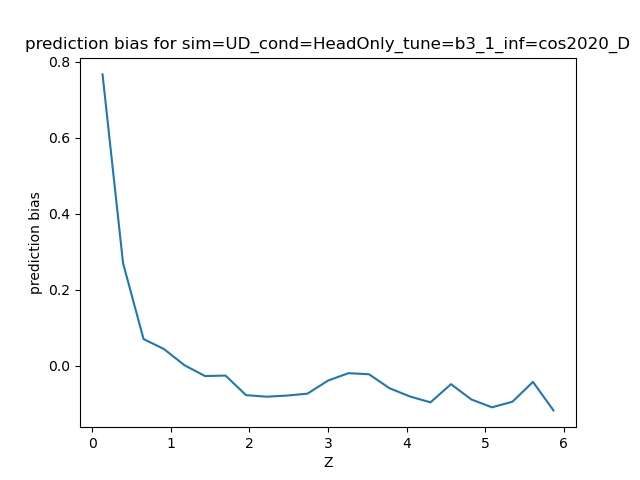 prediction bias for sim=UD_cond=HeadOnly_tune=b3_1_inf=cos2020_D
0.8
0.6
0.4
0.2
0.0
prediction bias
0 1 2 3 4 5 6
Z